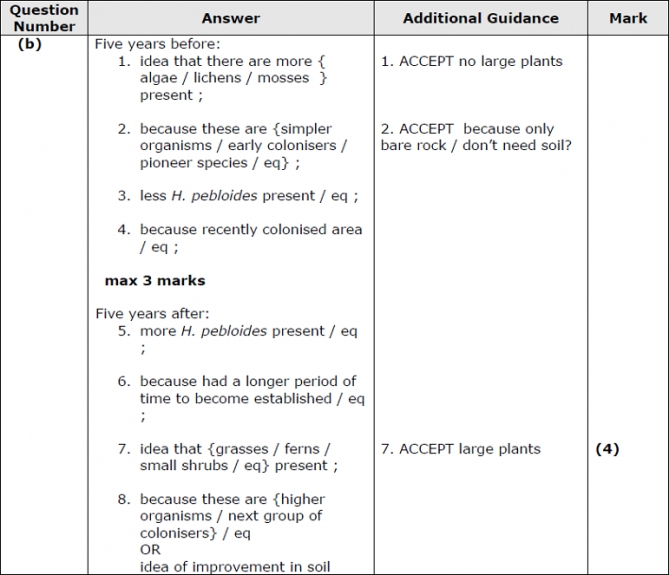 Question Number
Answer
Additional Guidance
Mark
(b)
Five years before:
1. idea that there are more {
algae / lichens / mosses }
present ;
1. ACCEPT no large plants
2. because these are {simpler
organisms / early colonisers /
pioneer species / eq} ;
2. ACCEPT because only
bare rock / don't need soil?
3. less H. pebloides present / eq ;
4. because recently colonised area
/ eq ;
max 3 marks
Five years after:
5. more H. pebloides present / eq
;
6. because had a longer period of
time to become established / eq
;
7. idea that {grasses / ferns /
small shrubs / eq} present ;
7. ACCEPT large plants
(4)
8. because these are {higher
organisms / next group of
colonisers} / eq
OR
idea of improvement in soil